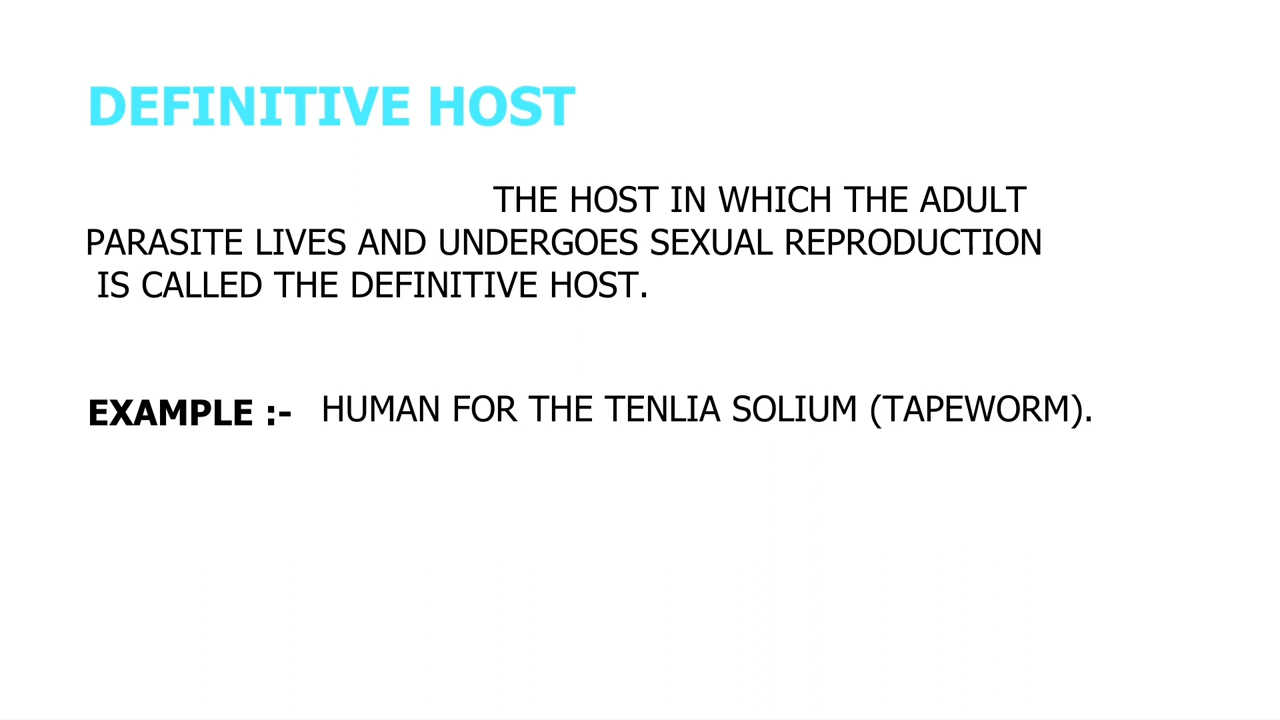 DEFINITIVE HOST
THE HOST IN WHICH THE ADULT
PARASITE LIVES AND UNDERGOES SEXUAL REPRODUCTION
IS CALLED THE DEFINITIVE HOST.
EXAMPLE :- HUMAN FOR THE TENLIA SOLIUM (TAPEWORM).